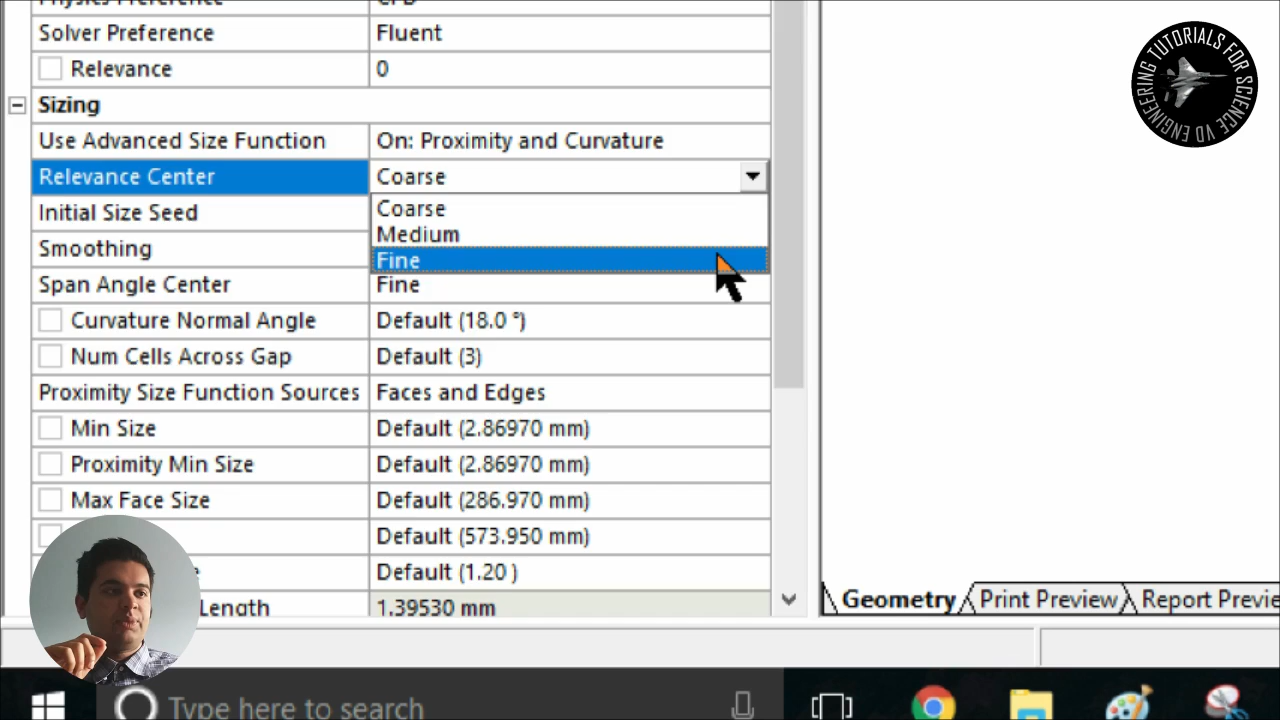 Solver Preference Fluent
Relevance 0
Sizing
Use Advanced Size Function On: Proximity and Curvature
Relevance Center Coarse
Coarse
Initial Size Seed
Medium
Smoothing
Fine
Span Angle Center Fine
Curvature Normal Angle Default (18.0 °)
Num Cells Across Gap Default (3)
Proximity Size Function Sources Faces and Edges
Min Size Default (2.86970 mm)
Proximity Min Size Default (2.86970 mm)
Max Face Size Default (286.970 mm)
Default (573.950 mm)
Default (1.20 )
Length 1.39530 mm
Geometry Print Preview Report Previe
Type here to search
ENGINEERING TUTORIALS FOR SCIENCE VD